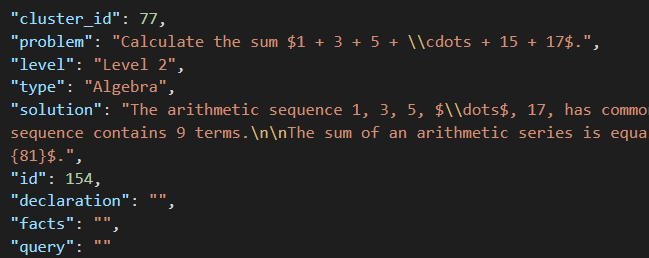 "cluster_id": 77,
"problem": "Calculate the sum $1 + 3 + 5 + \\cdots + 15 + 17$.",
"level": "Level 2",
"type": "Algebra",
"solution": "The arithmetic sequence 1, 3, 5, $\\dots$, 17, has commo
sequence contains 9 terms.\n\nThe sum of an arithmetic series is equa
{81}$.",
"id": 154,
"declaration": "",
"facts": "",
"query": ""